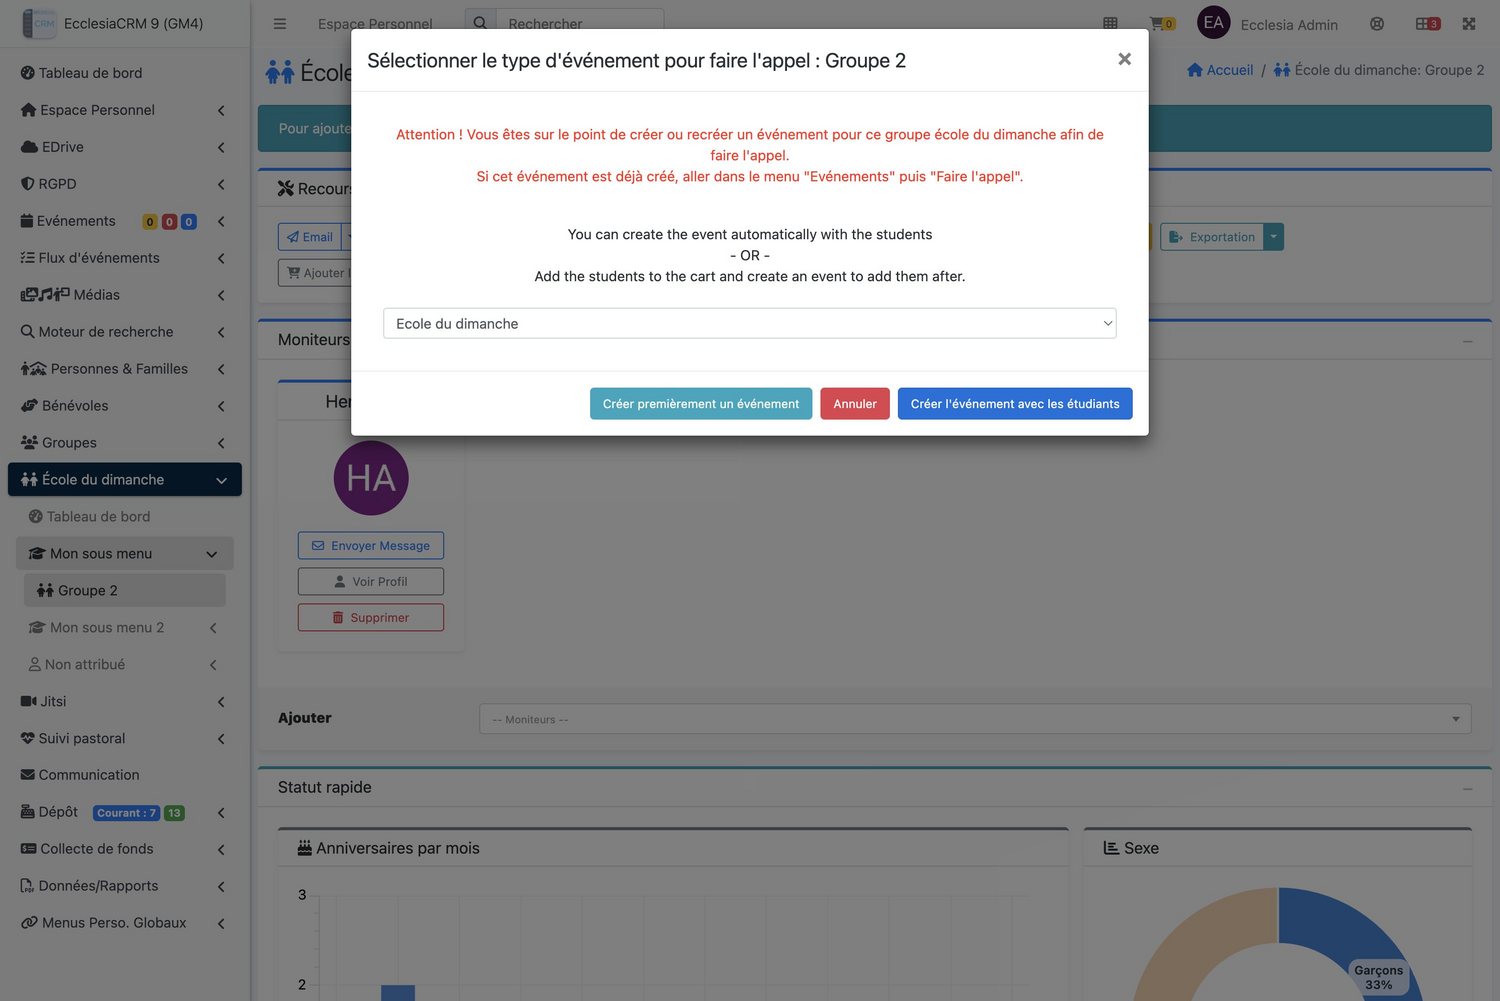 EcclesiaCRM 9 (GM4)
Espace Personnel
Rechercher
0
EA
Ecclesia Admin
3
Tableau de bord
Espace Personnel
EDrive
RGPD
Evénements 0 0 0
Flux d'événements
Médias
Moteur de recherche
Personnes & Familles
Bénévoles
Groupes
École du dimanche
Tableau de bord
Mon sous menu
Groupe 2
Mon sous menu 2
Non attribué
Jitsi
Suivi pastoral
Communication
Dépôt Courant : 7 13
Collecte de fonds
Données/Rapports
Menus Perso. Globaux
École
Accueil / École du dimanche: Groupe 2
Pour ajoute
Recours
Email
Exportation
Ajouter
Sélectionner le type d'événement pour faire l'appel : Groupe 2
×
Attention ! Vous êtes sur le point de créer ou recréer un événement pour ce groupe école du dimanche afin de
faire l'appel.
Si cet événement est déjà créé, aller dans le menu "Evénements" puis "Faire l'appel".
You can create the event automatically with the students
- OR -
Add the students to the cart and create an event to add them after.
Ecole du dimanche
Créer premièrement un événement
Annuler
Créer l'événement avec les étudiants
Moniteurs
Her
HA
Envoyer Message
Voir Profil
Supprimer
Ajouter
-- Moniteurs --
Statut rapide
Anniversaires par mois
3
2
Sexe
Garçons
33%